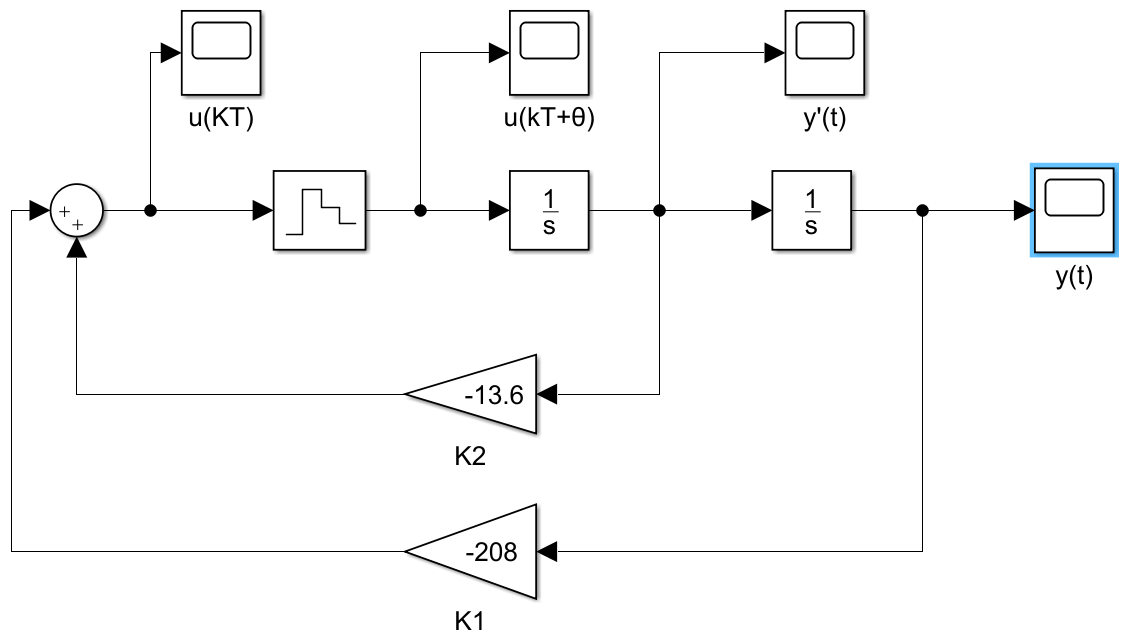 u(KT)
u(kT+θ)
y'(t)
+
+
1
s
1
s
y(t)
-13.6
K2
-208
K1